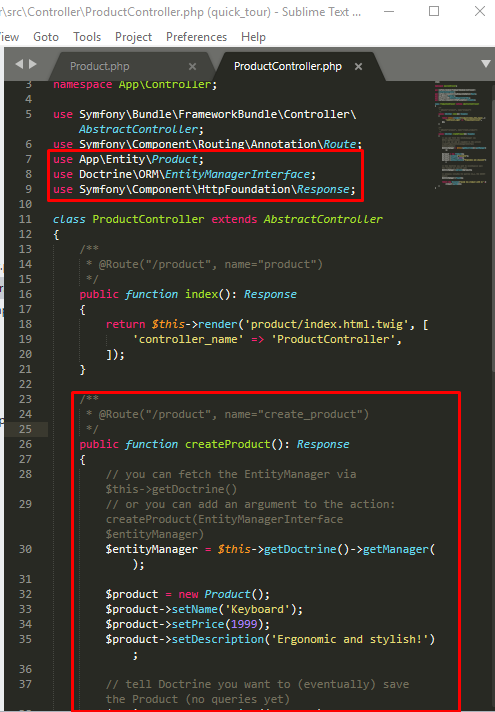 r\src\Controller\ProductController.php (quick_tour) - Sublime Text ...
View Goto Tools Project Preferences Help
Product.php ProductController.php
3 namespace App\Controller;
4
5 use Symfony\Bundle\FrameworkBundle\Controller\
AbstractController;
6 use Symfony\Component\Routing\Annotation\Route;
7 use App\Entity\Product;
8 use Doctrine\ORM\EntityManagerInterface;
9 use Symfony\Component\HttpFoundation\Response;
10
11 class ProductController extends AbstractController
12 {
13 /**
14 * @Route("/product", name="product")
15 */
16 public function index(): Response
17 {
18 return $this->render('product/index.html.twig', [
19 'controller_name' => 'ProductController',
20 ]);
21 }
22
23 /**
24 * @Route("/product", name="create_product")
25 */
26 public function createProduct(): Response
27 {
28 // you can fetch the EntityManager via
$this->getDoctrine()
29 // or you can add an argument to the action:
createProduct(EntityManagerInterface
$entityManager)
30 $entityManager = $this->getDoctrine()->getManager(
);
31
32 $product = new Product();
33 $product->setName('Keyboard');
34 $product->setPrice(1999);
35 $product->setDescription('Ergonomic and stylish!')
;
36
37 // tell Doctrine you want to (eventually) save
the Product (no queries yet)